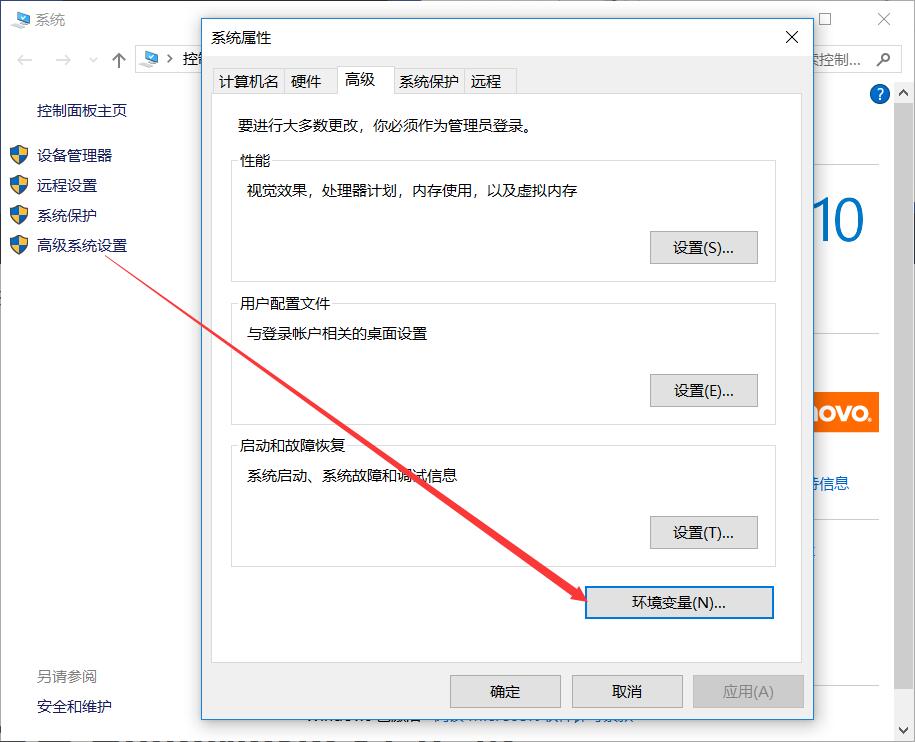 系统
系统属性
计算机名 硬件 高级 系统保护 远程
控制面板主页
要进行大多数更改，你必须作为管理员登录。
设备管理器
远程设置
系统保护
高级系统设置
性能
视觉效果，处理器计划，内存使用，以及虚拟内存
设置(S)...
10
用户配置文件
与登录帐户相关的桌面设置
设置(E)...
novo.
启动和故障恢复
系统启动、系统故障和调试信息
信息
设置(T)...
环境变量(N)...
另请参阅
安全和维护
确定 取消 应用(A)